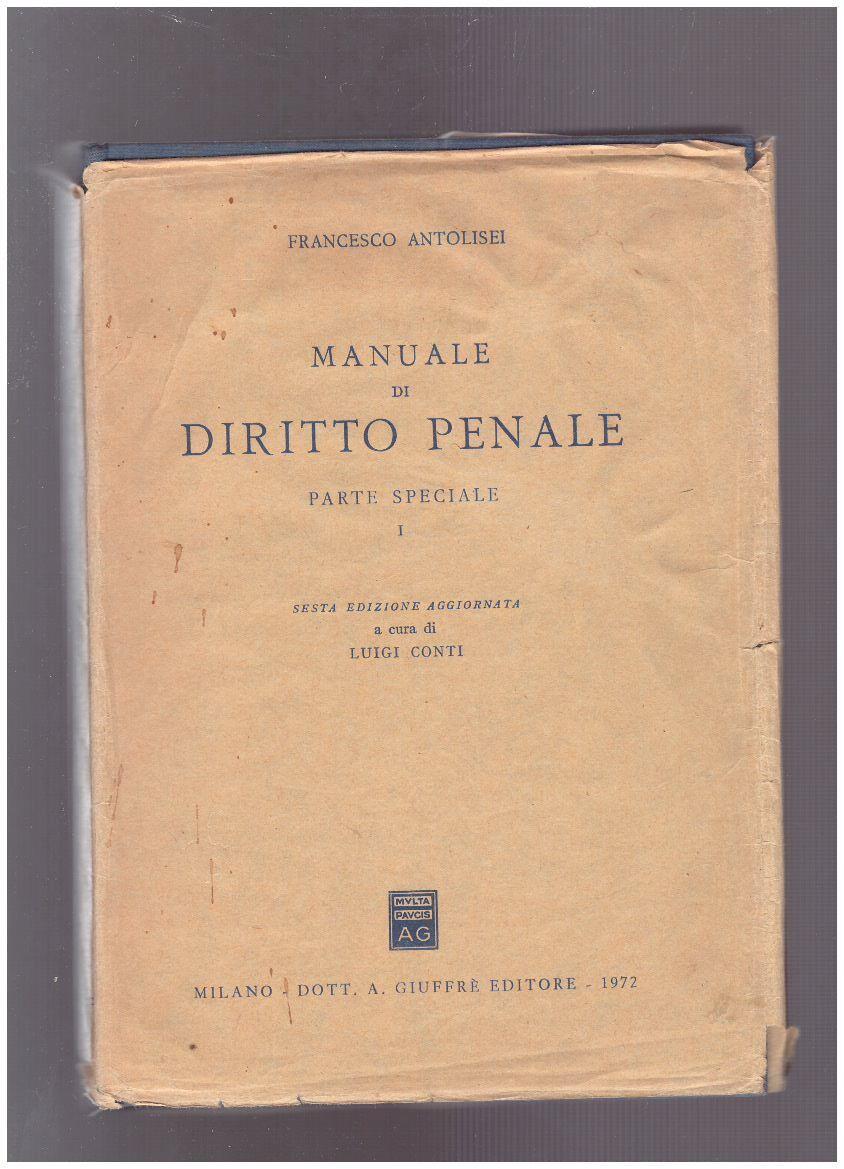 FRANCESCO ANTOLISEI
MANUALE
DI
DIRITTO PENALE
PARTE SPECIALE
I
SESTA EDIZIONE AGGIORNATA
a cura di
LUIGI CONTI
MVLTA
PAVCIS
AG
MILANO - DOTT. A. GIUFFRÈ EDITORE - 1972